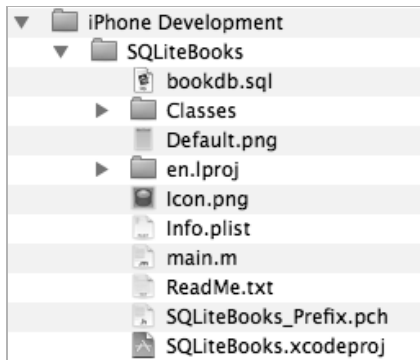 iPhone Development
SQLiteBooks
bookdb.sql
Classes
Default.png
en.lproj
Icon.png
Info.plist
main.m
ReadMe.txt
SQLiteBooks_Prefix.pch
SQLiteBooks.xcodeproj